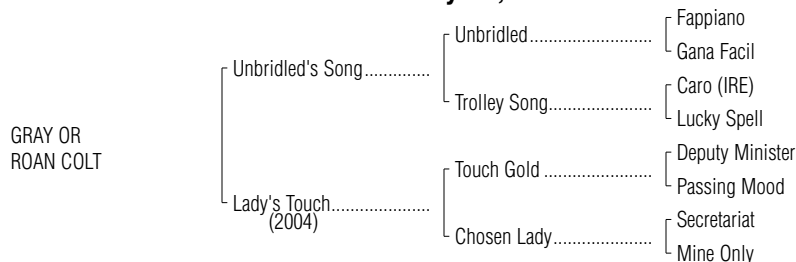 Fappiano
Unbridled
Gana Facil
Unbridled's Song
Caro (IRE)
Trolley Song
Lucky Spell
GRAY OR
ROAN COLT
Deputy Minister
Touch Gold
Passing Mood
Lady's Touch
(2004)
Secretariat
Chosen Lady
Mine Only